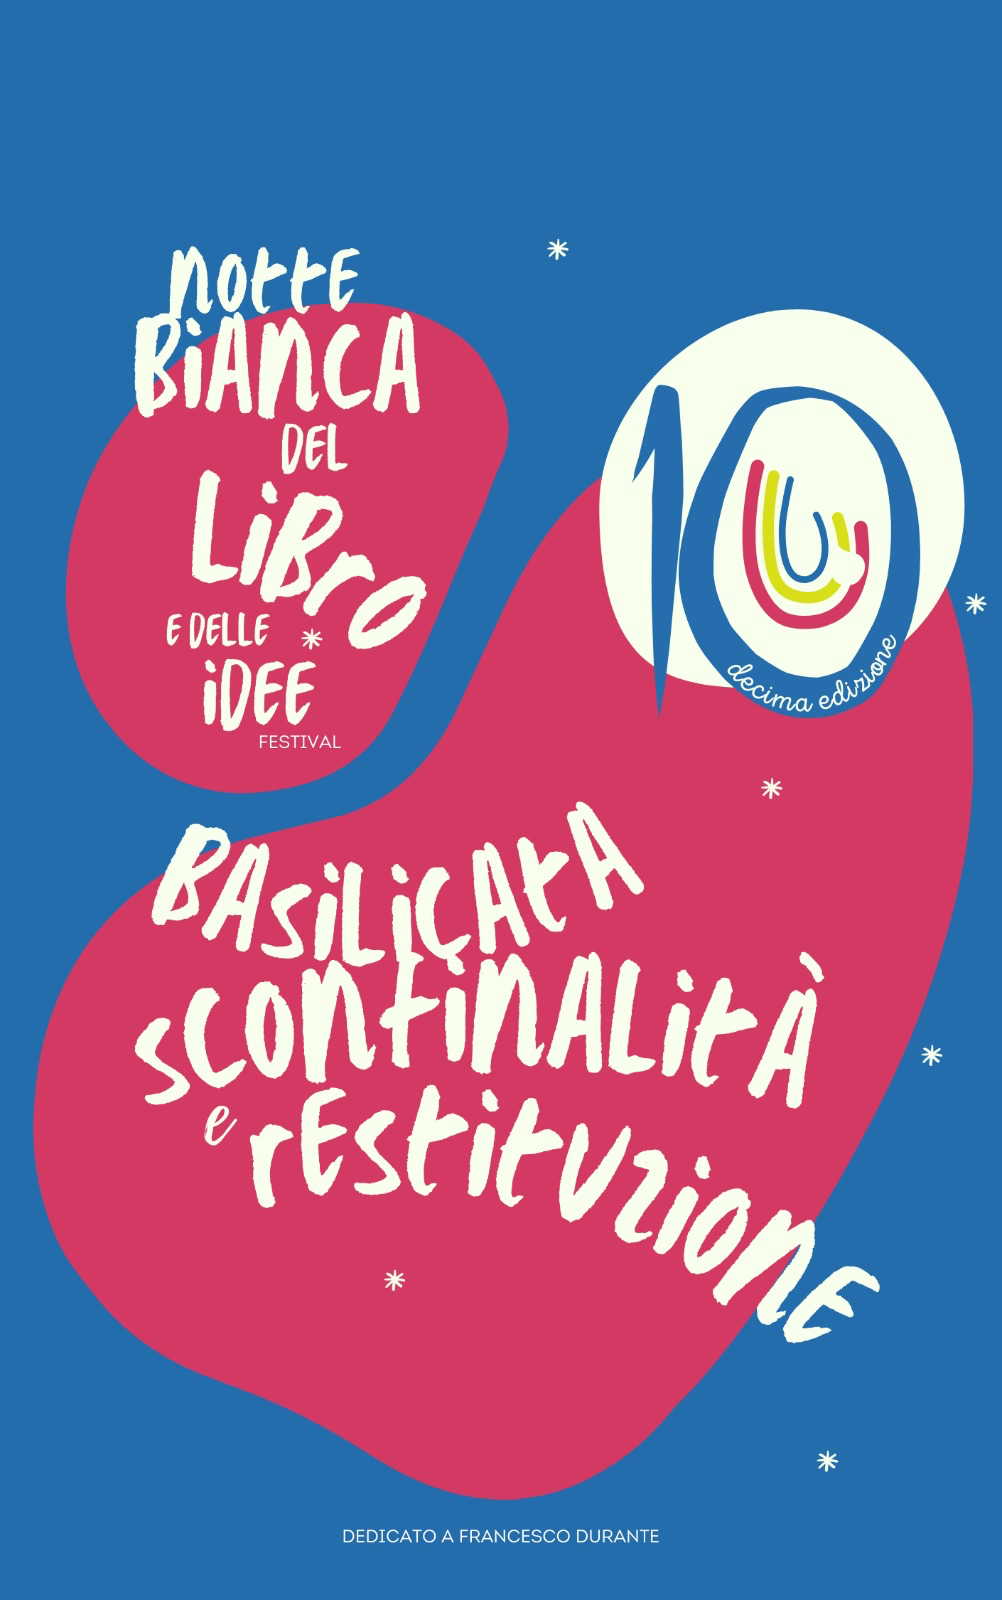 NOTTE
BIANCA
DEL
LIBRO
E DELLE
IDEE
FESTIVAL
10
decima edizione
BASILICATA
SCONFINALITÀ
e RESTITUZIONE
DEDICATO A FRANCESCO DURANTE